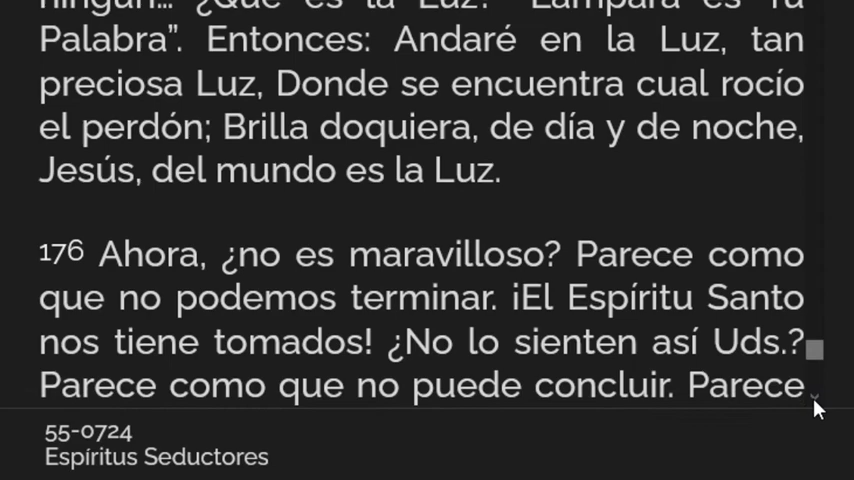 ningún... ¿Qué es la Luz? "Lámpara es Tu
Palabra”. Entonces: Andaré en la Luz, tan
preciosa Luz, Donde se encuentra cual rocío
el perdón; Brilla doquiera, de día y de noche,
Jesús, del mundo es la Luz.
176 Ahora, ¿no es maravilloso? Parece como
que no podemos terminar. ¡El Espíritu Santo
nos tiene tomados! ¿No lo sienten así Uds.?
Parece como que no puede concluir. Parece
55-0724
Espíritus Seductores